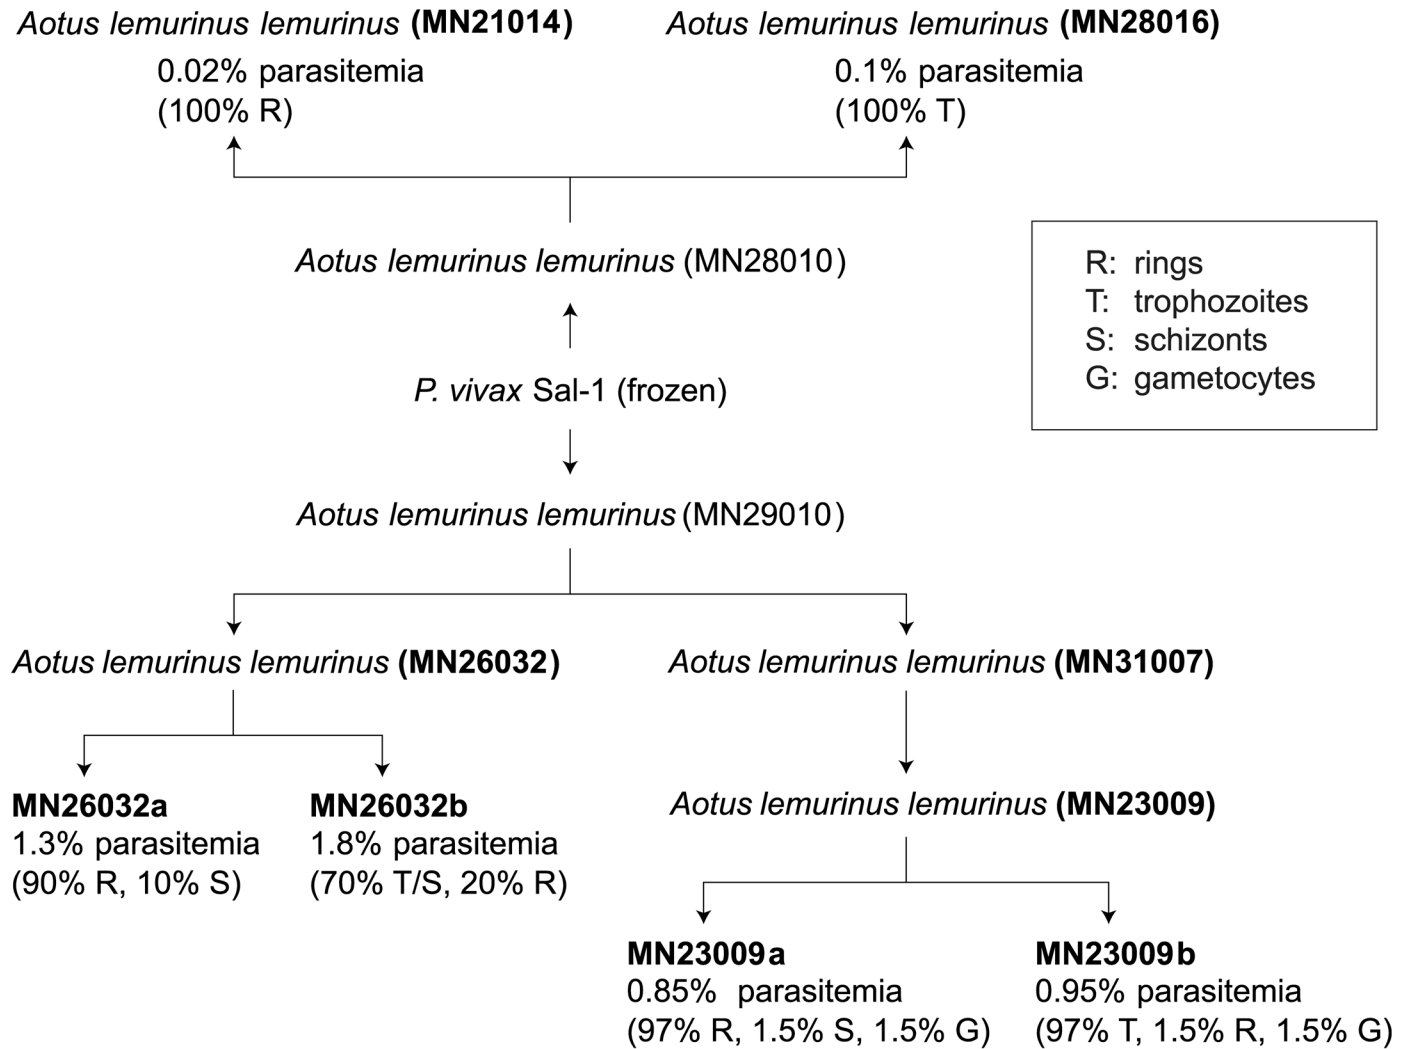 Aotus lemurinus lemurinus (MN21014)
0.02% parasitemia
(100% R)
Aotus lemurinus lemurinus (MN28016)
0.1% parasitemia
(100% T)
Aotus lemurinus lemurinus (MN28010)
R: rings
T: trophozoites
S: schizonts
G: gametocytes
P. vivax Sal-1 (frozen)
Aotus lemurinus lemurinus (MN29010)
Aotus lemurinus lemurinus (MN26032)
Aotus lemurinus lemurinus (MN31007)
MN26032a
1.3% parasitemia
(90% R, 10% S)
MN26032b
1.8% parasitemia
(70% T/S, 20% R)
Aotus lemurinus lemurinus (MN23009)
MN23009a
0.85% parasitemia
(97% R, 1.5% S, 1.5% G)
MN23009b
0.95% parasitemia
(97% T, 1.5% R, 1.5% G)